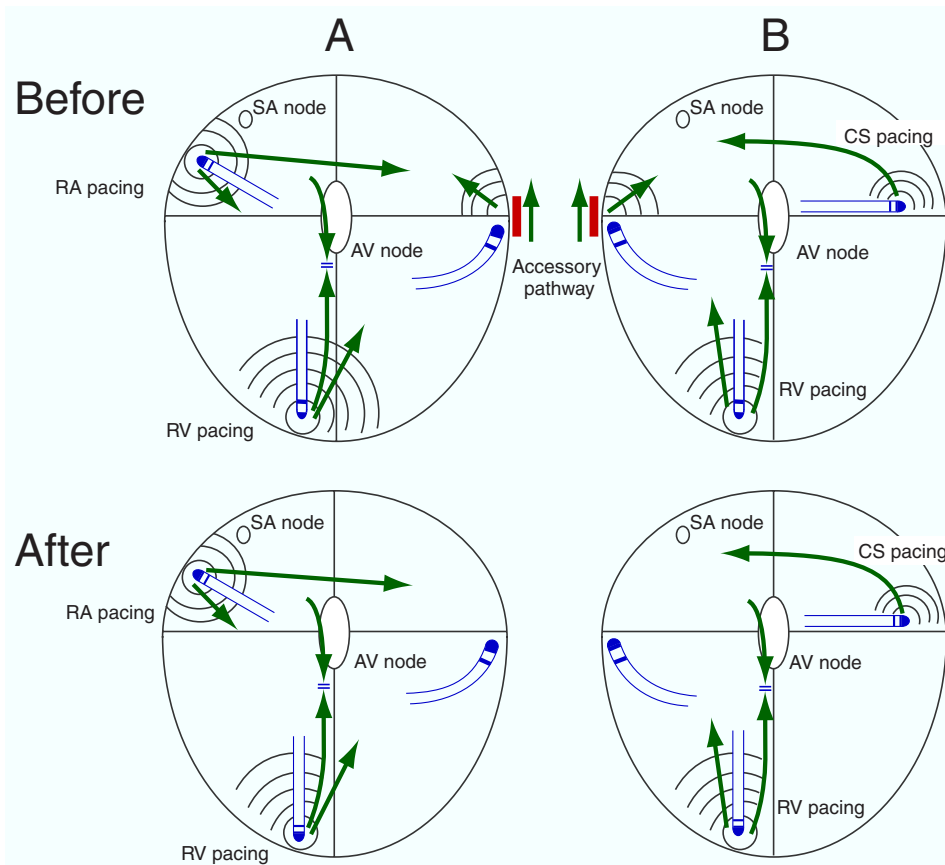 A
B
Before
SA node
RA pacing
AV node
RV pacing
Accessory
pathway
SA node
CS pacing
AV node
RV pacing
After
SA node
RA pacing
AV node
RV pacing
SA node
CS pacing
AV node
RV pacing